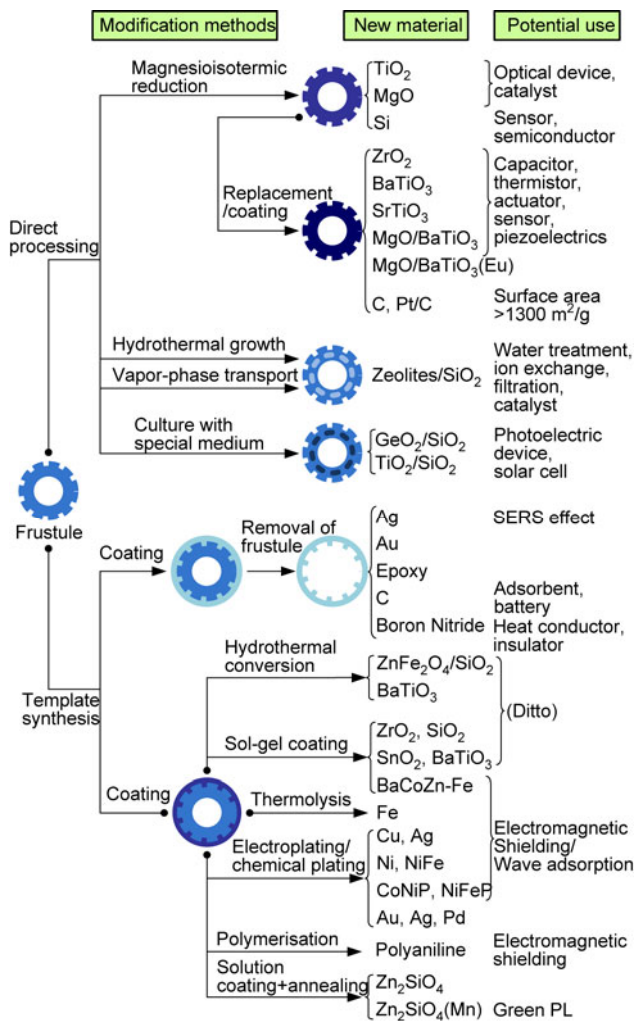 Modification methods
New material
Potential use
Magnesioisotermic
reduction
TiO₂
MgO
Si
Optical device,
catalyst
Sensor,
semiconductor
Replacement
/coating
ZrO₂
BaTiO₃
SrTiO₃
MgO/BaTiO₃
MgO/BaTiO₃(Eu)
C, Pt/C
Capacitor,
thermistor,
actuator,
sensor,
piezoelectrics
Surface area
>1300 m²/g
Direct
processing
Hydrothermal growth
Vapor-phase transport
Zeolites/SiO₂
Water treatment,
ion exchange,
filtration,
catalyst
Culture with
special medium
GeO₂/SiO₂
TiO₂/SiO₂
Photoelectric
device,
solar cell
Frustule
Coating
Removal of
frustule
Ag
Au
Epoxy
C
Boron Nitride
SERS effect
Adsorbent,
battery
Heat conductor,
insulator
Template
synthesis
Hydrothermal
conversion
ZnFe₂O₄/SiO₂
BaTiO₃
(Ditto)
Sol-gel coating
ZrO₂, SiO₂
SnO₂, BaTiO₃
BaCoZn-Fe
Coating
Thermolysis
Fe
Electroplating/
chemical plating
Cu, Ag
Ni, NiFe
CoNiP, NiFeP
Au, Ag, Pd
Electromagnetic
Shielding/
Wave adsorption
Polymerisation
Polyaniline
Electromagnetic
shielding
Solution
coating+annealing
Zn₂SiO₄
Zn₂SiO₄(Mn)
Green PL